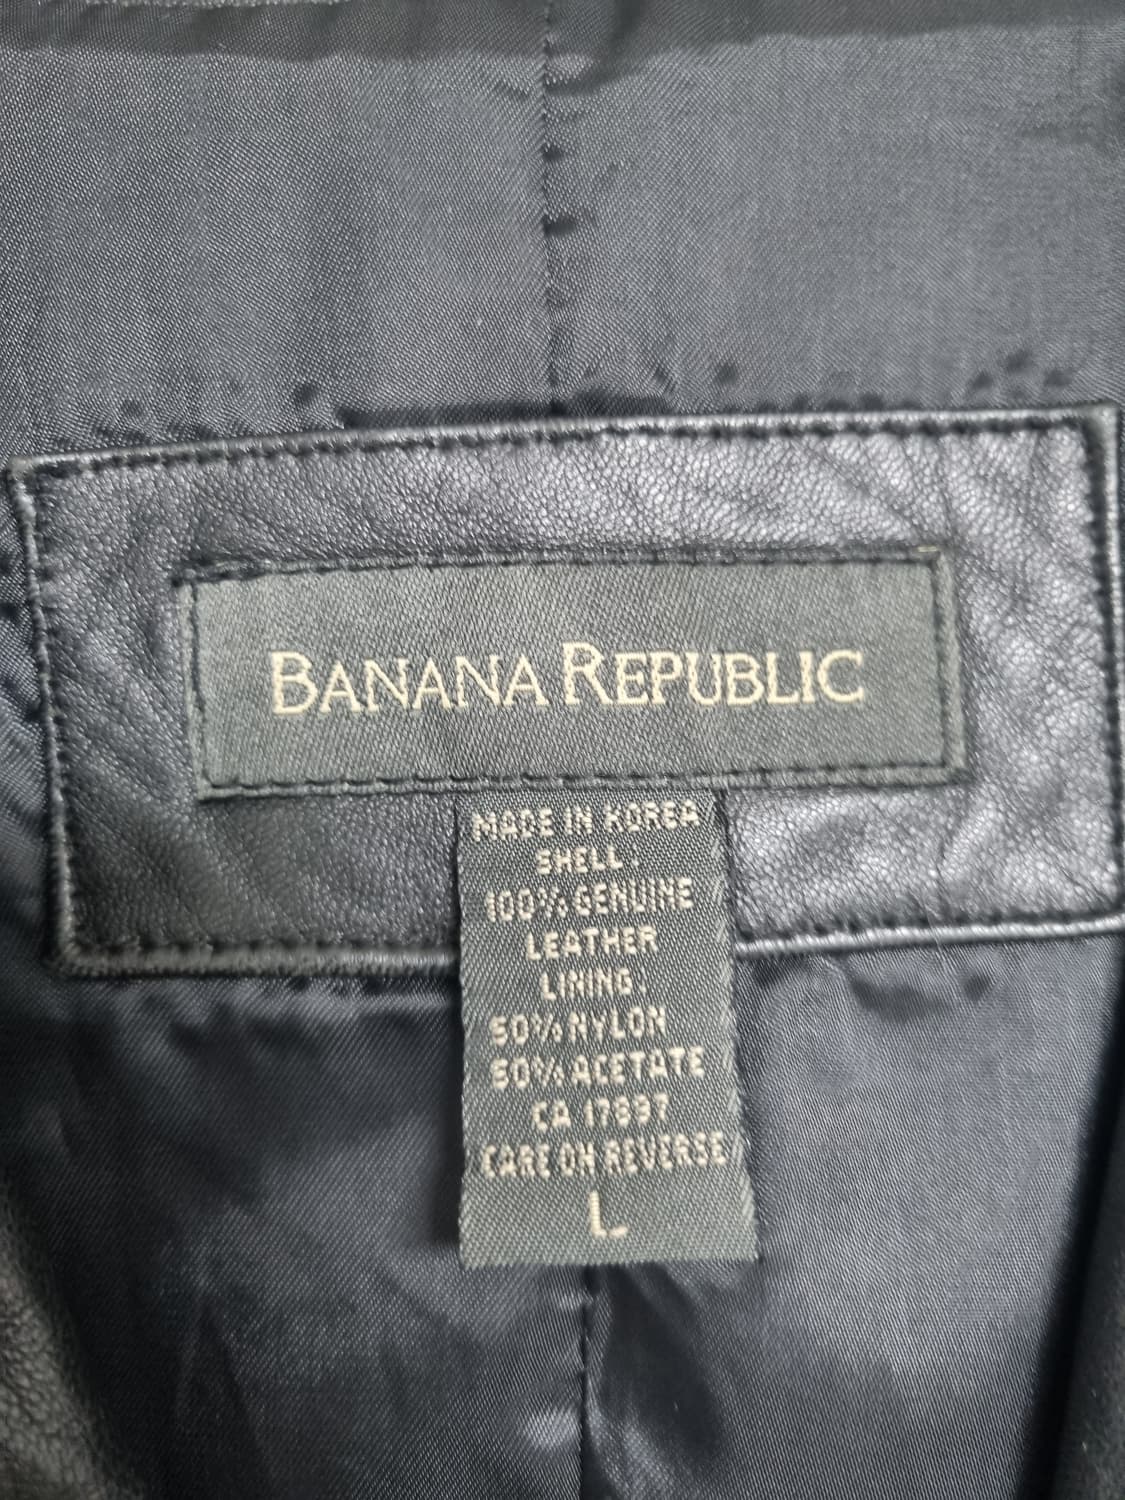 BANANA REPUBLIC
MADE IN KOREA
SHELL:
100% GENUINE
LEATHER
LINING:
50% NYLON
50% ACETATE
CA 17897
CARE ON REVERSE
L